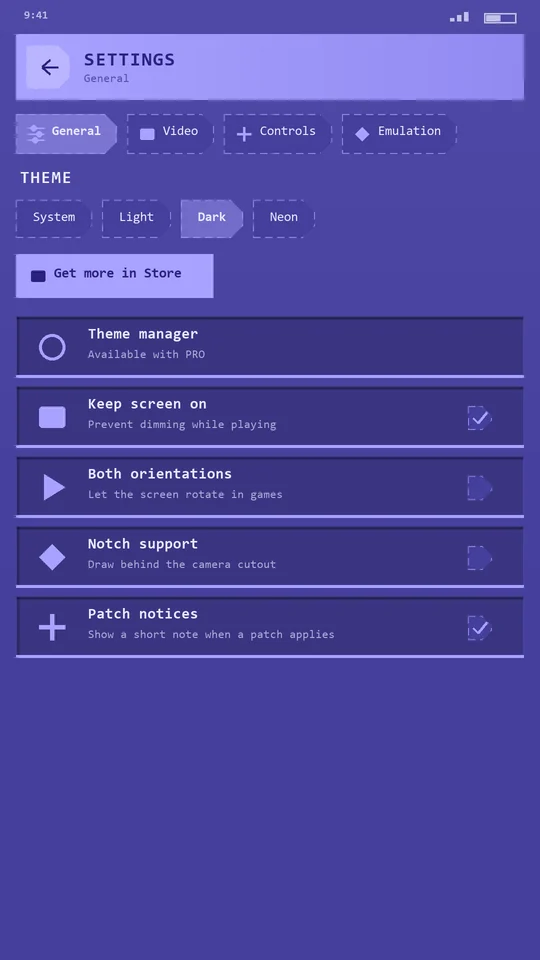 9:41
SETTINGS
General
General
Video
Controls
Emulation
THEME
System
Light
Dark
Neon
Get more in Store
Theme manager
Available with PRO
Keep screen on
Prevent dimming while playing
Both orientations
Let the screen rotate in games
Notch support
Draw behind the camera cutout
Patch notices
Show a short note when a patch applies